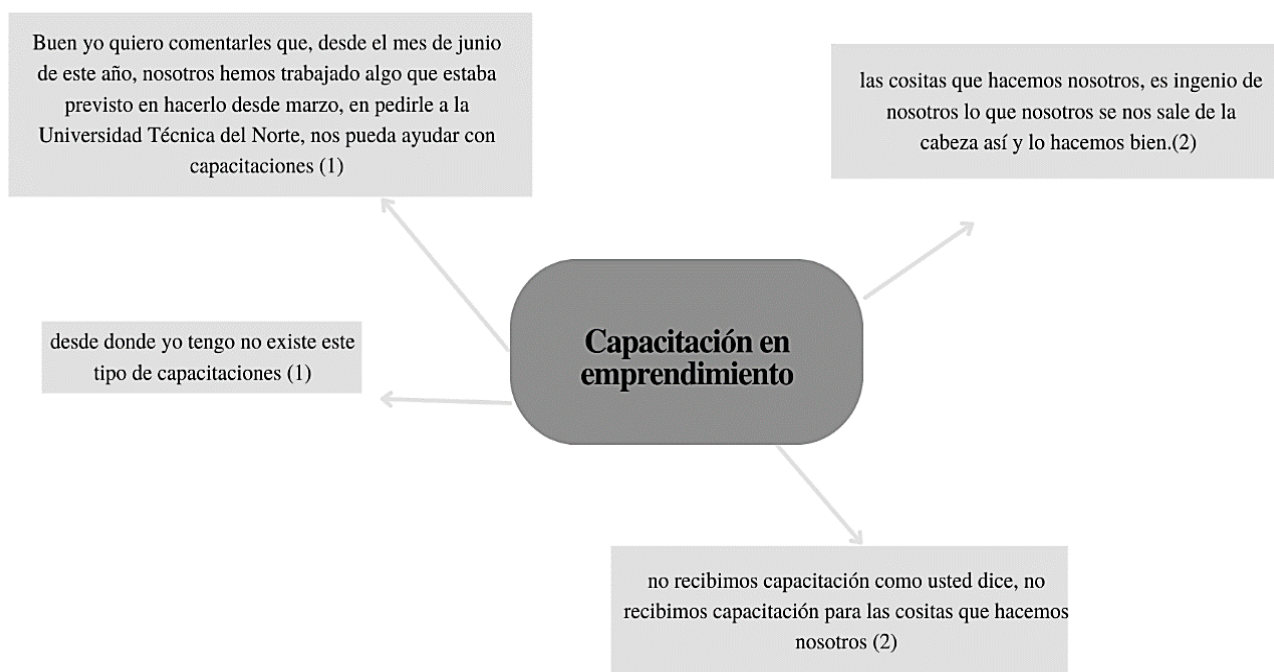 Buen yo quiero comentarles que, desde el mes de junio
de este año, nosotros hemos trabajado algo que estaba
previsto en hacerlo desde marzo, en pedirle a la
Universidad Técnica del Norte, nos pueda ayudar con
capacitaciones (1)
las cositas que hacemos nosotros, es ingenio de
nosotros lo que nosotros se nos sale de la
cabeza así y lo hacemos bien.(2)
desde donde yo tengo no existe este
tipo de capacitaciones (1)
Capacitación en
emprendimiento
no recibimos capacitación como usted dice, no
recibimos capacitación para las cositas que hacemos
nosotros (2)